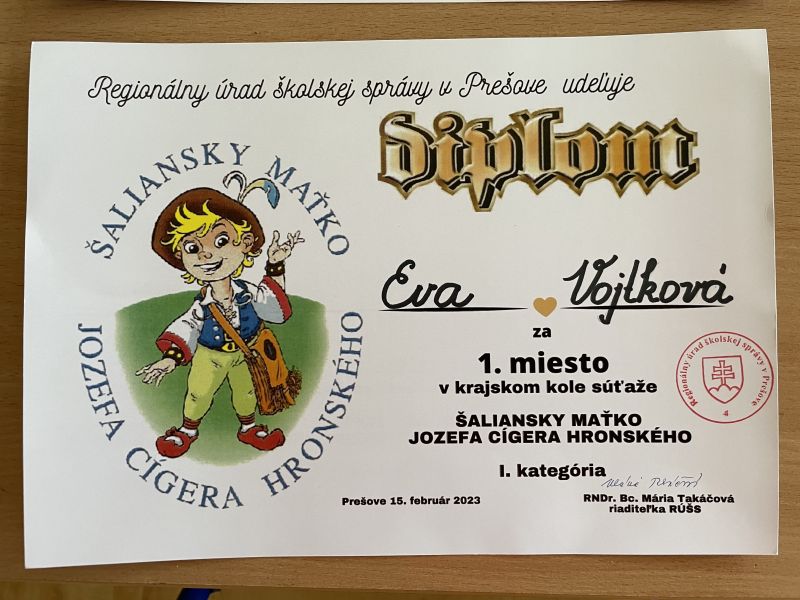 Regionálny úrad školskej správy v Prešove udeľuje
diplom
ŠALIANSKY MAŤKO
JOZEFA CÍGERA HRONSKÉHO
Eva Vojtková
za
1. miesto
v krajskom kole súťaže
ŠALIANSKY MAŤKO
JOZEFA CÍGERA HRONSKÉHO
I. kategória
Prešove 15. február 2023
RNDr. Bc. Mária Takáčová
riaditeľka RÚŠS
Regionálny úrad školskej správy v Prešove
4